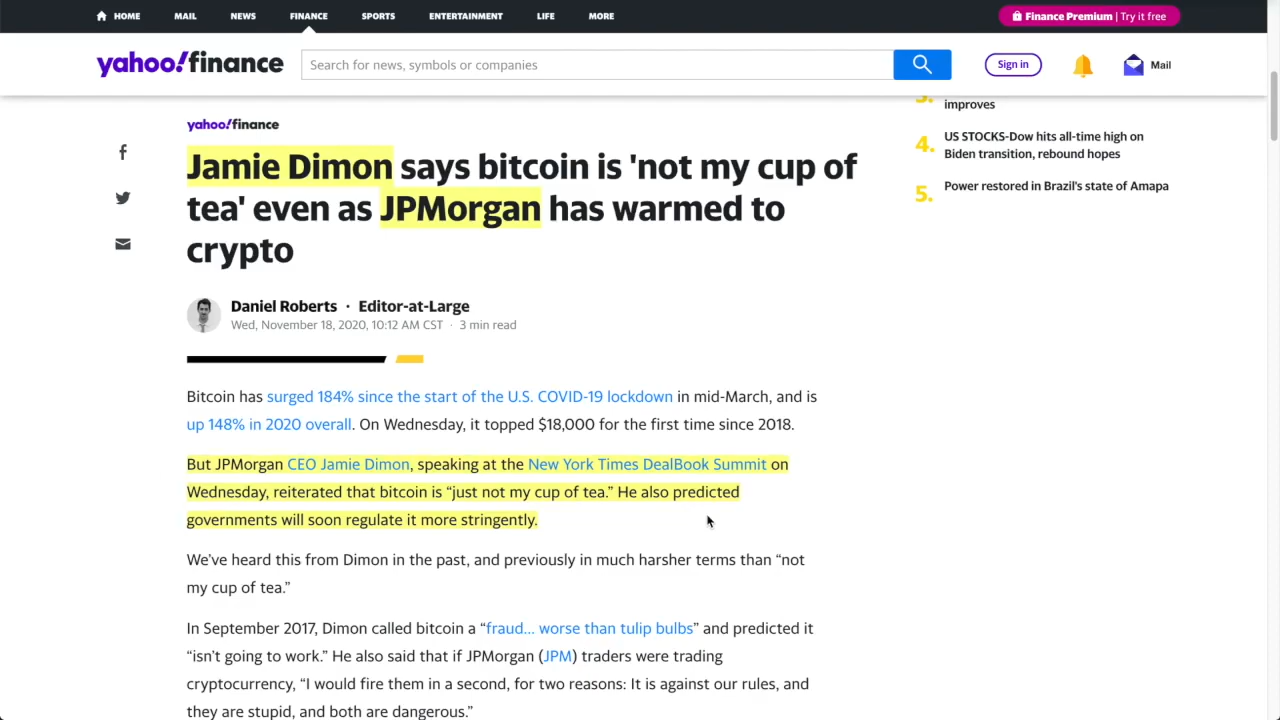 HOME MAIL NEWS FINANCE SPORTS ENTERTAINMENT LIFE MORE
Finance Premium | Try it free
yahoo!finance
Search for news, symbols or companies
Sign in
Mail
yahoo!finance
Jamie Dimon says bitcoin is 'not my cup of
tea' even as JPMorgan has warmed to
crypto
Daniel Roberts · Editor-at-Large
Wed, November 18, 2020, 10:12 AM CST · 3 min read
Bitcoin has surged 184% since the start of the U.S. COVID-19 lockdown in mid-March, and is
up 148% in 2020 overall. On Wednesday, it topped $18,000 for the first time since 2018.
But JPMorgan CEO Jamie Dimon, speaking at the New York Times DealBook Summit on
Wednesday, reiterated that bitcoin is “just not my cup of tea.” He also predicted
governments will soon regulate it more stringently.
We’ve heard this from Dimon in the past, and previously in much harsher terms than “not
my cup of tea.”
In September 2017, Dimon called bitcoin a “fraud... worse than tulip bulbs” and predicted it
“isn’t going to work.” He also said that if JPMorgan (JPM) traders were trading
cryptocurrency, “I would fire them in a second, for two reasons: It is against our rules, and
they are stupid, and both are dangerous.”
3.
improves
4.
US STOCKS-Dow hits all-time high on
Biden transition, rebound hopes
5.
Power restored in Brazil's state of Amapa